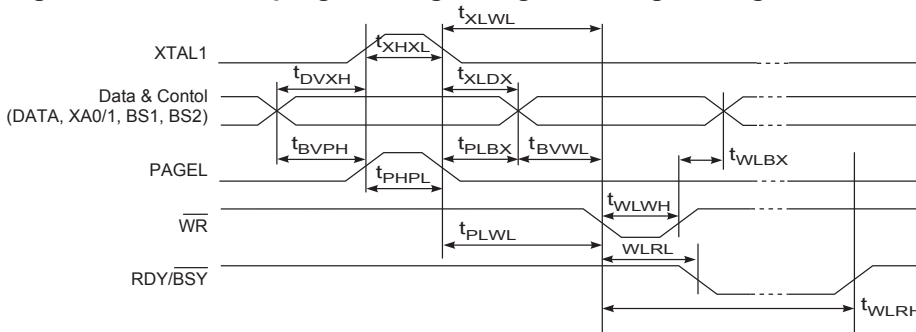 tXLWL
XTAL1
tXHXL
tDVXH
tXLDX
Data & Contol
(DATA, XA0/1, BS1, BS2)
tBVPH
tPLBX
tBVWL
tWLBX
PAGEL
tPHPL
tWLWH
WR
tPLWL
WLRL
RDY/BSY
tWLRH